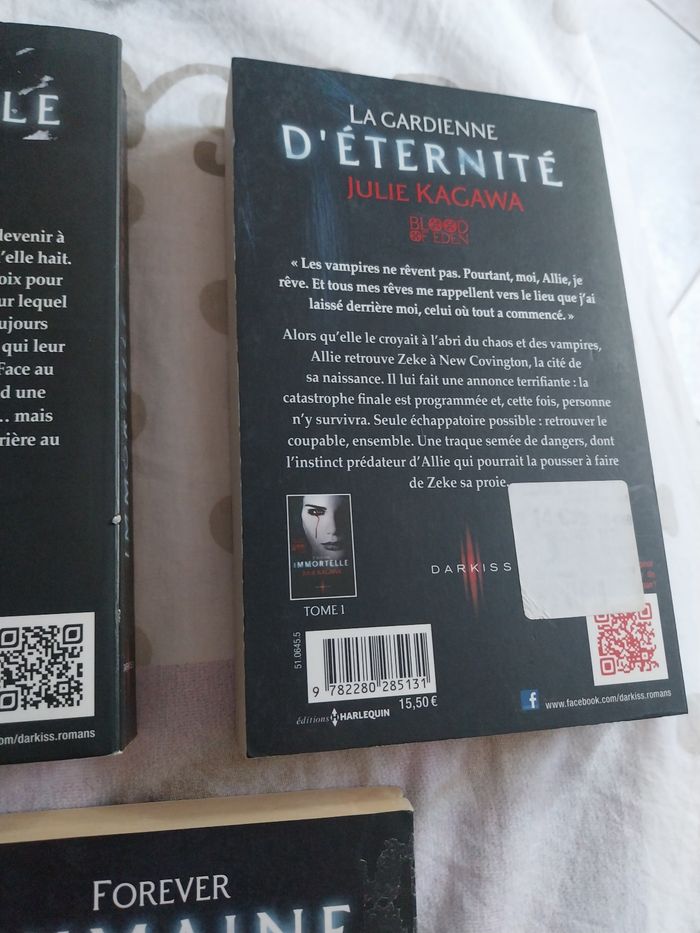 LE
devenir à
'elle hait.
oix pour
ur lequel
ujours
qui leur
Face au
d une
... mais
rière au
om/darkiss.romans
LA GARDIENNE
D'ÉTERNITÉ
JULIE KAGAWA
BLOOD
OF EDEN
« Les vampires ne rêvent pas. Pourtant, moi, Allie, je
rêve. Et tous mes rêves me rappellent vers le lieu que j'ai
laissé derrière moi, celui où tout a commencé. »
Alors qu'elle le croyait à l'abri du chaos et des vampires,
Allie retrouve Zeke à New Covington, la cité de
sa naissance. Il lui fait une annonce terrifiante : la
catastrophe finale est programmée et, cette fois, personne
n'y survivra. Seule échappatoire possible : retrouver le
coupable, ensemble. Une traque semée de dangers, dont
l'instinct prédateur d'Allie qui pourrait la pousser à faire
de Zeke sa proie.
IMMORTELLE
JULIE KAGAWA
TOME 1
DARKISS
51.0645.5
9 782280 285131
15,50 €
éditions HARLEQUIN
www.facebook.com/darkiss.romans
FOREVER
MAINE